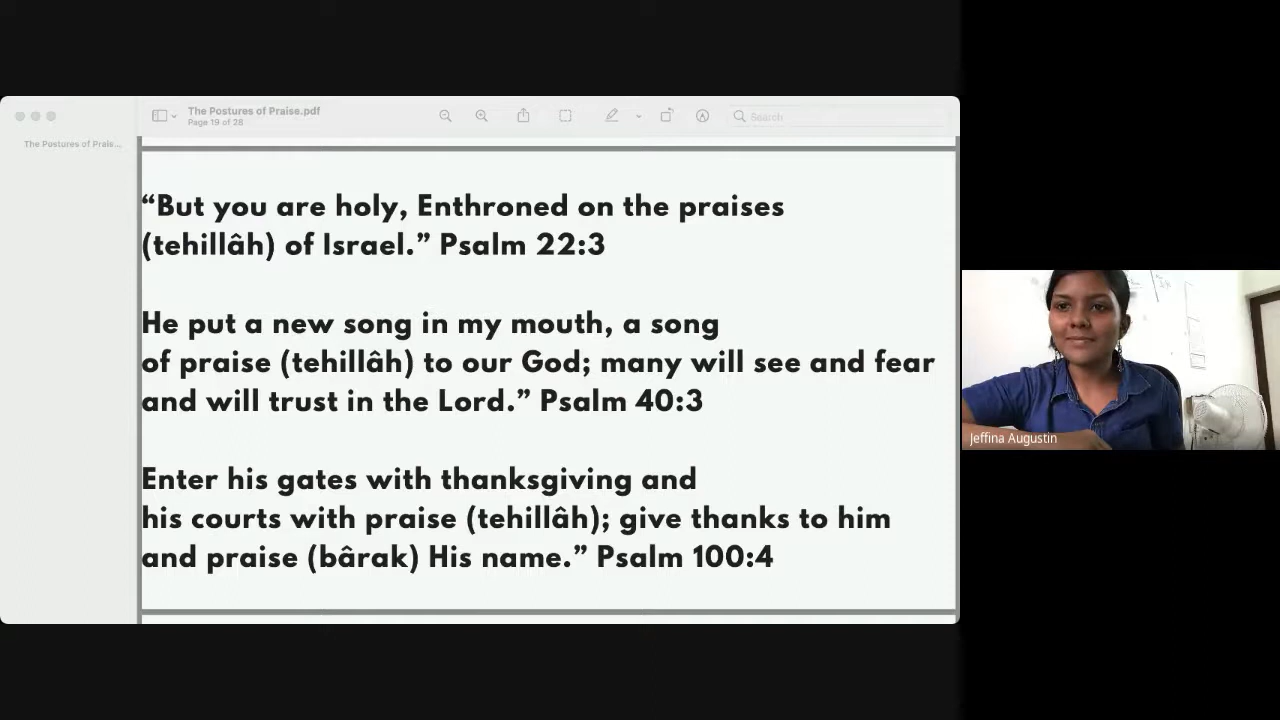 The Postures of Praise.pdf
Page 19 of 28
Search
The Postures of Prais...
“But you are holy, Enthroned on the praises
(tehillâh) of Israel.” Psalm 22:3
He put a new song in my mouth, a song
of praise (tehillâh) to our God; many will see and fear
and will trust in the Lord.” Psalm 40:3
Enter his gates with thanksgiving and
his courts with praise (tehillâh); give thanks to him
and praise (bârak) His name.” Psalm 100:4
Jeffina Augustin